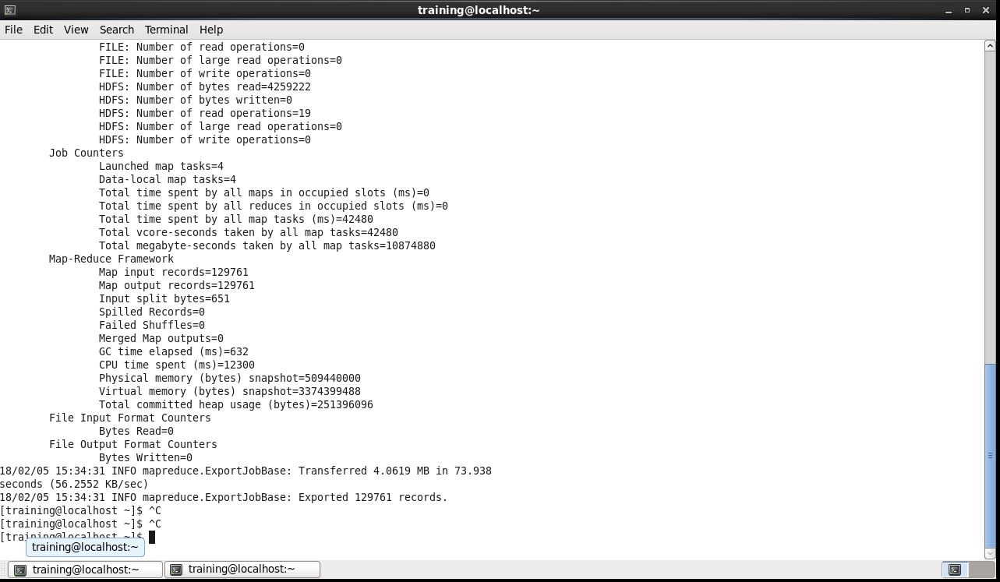 training@localhost:~
File Edit View Search Terminal Help
FILE: Number of read operations=0
FILE: Number of large read operations=0
FILE: Number of write operations=0
HDFS: Number of bytes read=4259222
HDFS: Number of bytes written=0
HDFS: Number of read operations=19
HDFS: Number of large read operations=0
HDFS: Number of write operations=0
Job Counters
Launched map tasks=4
Data-local map tasks=4
Total time spent by all maps in occupied slots (ms)=0
Total time spent by all reduces in occupied slots (ms)=0
Total time spent by all map tasks (ms)=42480
Total vcore-seconds taken by all map tasks=42480
Total megabyte-seconds taken by all map tasks=10874880
Map-Reduce Framework
Map input records=129761
Map output records=129761
Input split bytes=651
Spilled Records=0
Failed Shuffles=0
Merged Map outputs=0
GC time elapsed (ms)=632
CPU time spent (ms)=12300
Physical memory (bytes) snapshot=509440000
Virtual memory (bytes) snapshot=3374399488
Total committed heap usage (bytes)=251396096
File Input Format Counters
Bytes Read=0
File Output Format Counters
Bytes Written=0
18/02/05 15:34:31 INFO mapreduce.ExportJobBase: Transferred 4.0619 MB in 73.938
seconds (56.2552 KB/sec)
18/02/05 15:34:31 INFO mapreduce.ExportJobBase: Exported 129761 records.
[training@localhost ~]$ ^C
[training@localhost ~]$ ^C
[training@localhost ~]$
training@localhost:~
training@localhost:~ training@localhost:~